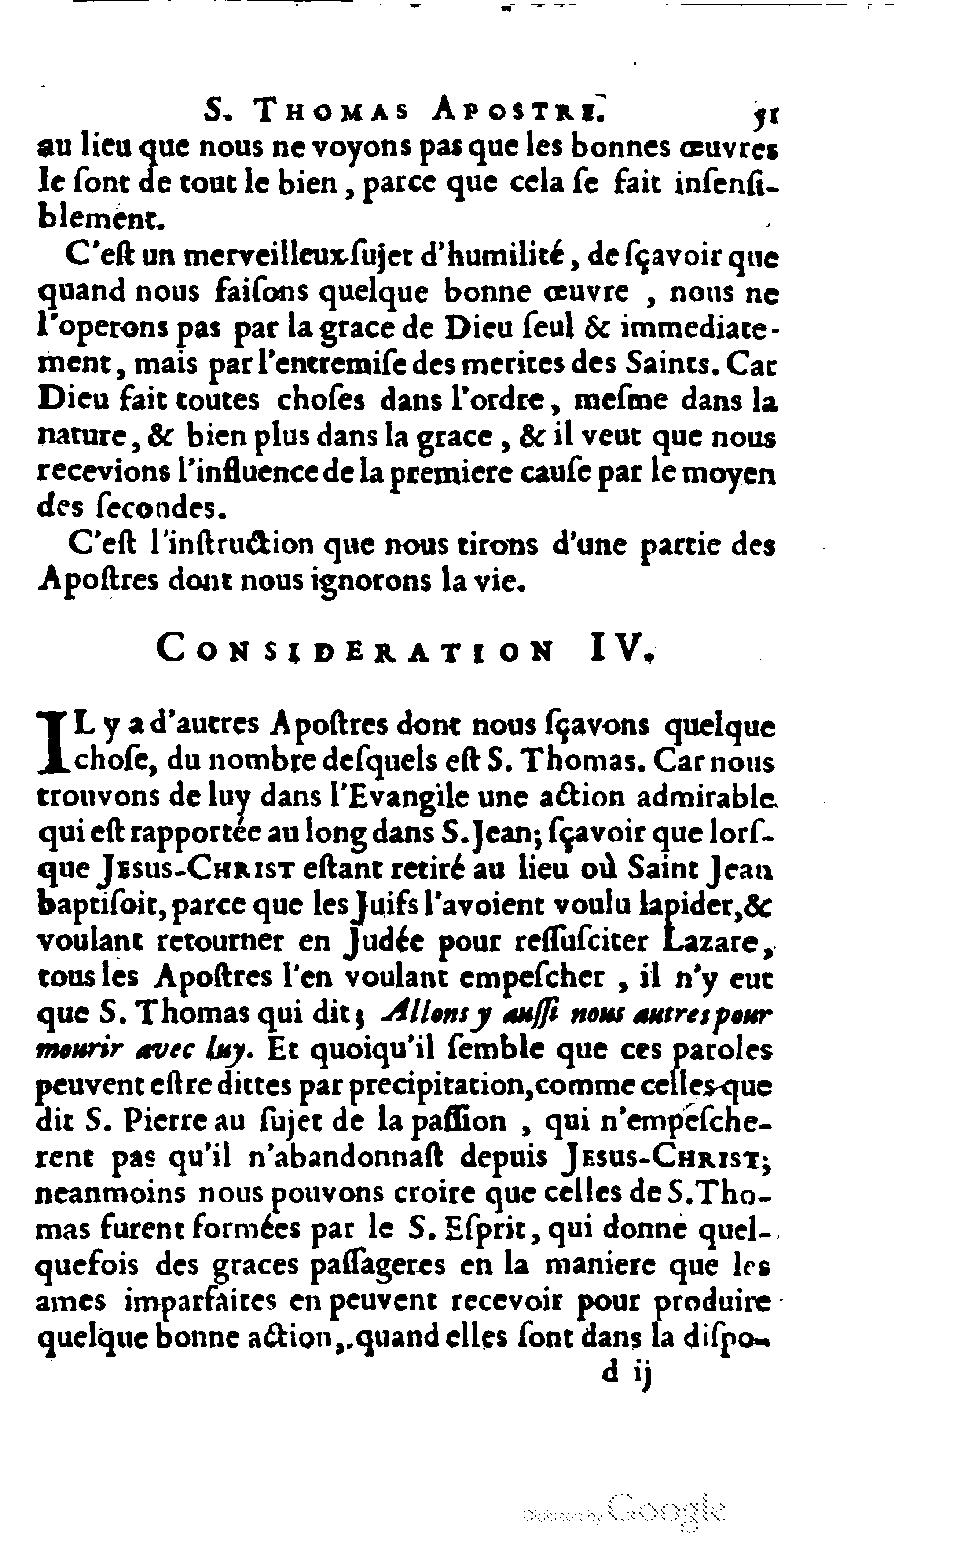 S. THOMAS APOSTRE. 51
au lieu que nous ne voyons pas que les bonnes œuvres
le ſont de tout le bien, parce que cela ſe fait inſenſi-
blement.
C'eſt un merveilleux ſujet d'humilité, de ſçavoir que
quand nous faiſons quelque bonne œuvre, nous ne
l'operons pas par la grace de Dieu ſeul & immediate-
ment, mais par l'entremiſe des merites des Saints. Car
Dieu fait toutes choſes dans l'ordre, meſme dans la
nature, & bien plus dans la grace, & il veut que nous
recevions l'influence de la premiere cauſe par le moyen
des ſecondes.
C'eſt l'inſtruction que nous tirons d'une partie des
Apoſtres dont nous ignorons la vie.
CONSIDERATION IV.
IL y a d'autres Apoſtres dont nous ſçavons quelque
choſe, du nombre deſquels eſt S. Thomas. Car nous
trouvons de luy dans l'Evangile une action admirable
qui eſt rapportée au long dans S. Jean; ſçavoir que lorſ-
que JESUS-CHRIST eſtant retiré au lieu où Saint Jean
baptiſoit, parce que les Juifs l'avoient voulu lapider, &
voulant retourner en Judée pour reſſuſciter Lazare,
tous les Apoſtres l'en voulant empeſcher, il n'y eut
que S. Thomas qui dit; Allons y auſſi nous autres pour
mourir avec luy. Et quoiqu'il ſemble que ces paroles
peuvent eſtre dittes par precipitation, comme celles que
dit S. Pierre au ſujet de la paſſion, qui n'empeſche-
rent pas qu'il n'abandonnaſt depuis JESUS-CHRIST;
neanmoins nous pouvons croire que celles de S. Tho-
mas furent formées par le S. Eſprit, qui donne quel-
quefois des graces paſſageres en la maniere que les
ames imparfaites en peuvent recevoir pour produire
quelque bonne action, quand elles ſont dans la diſpo-
d ij
Digitized by Google